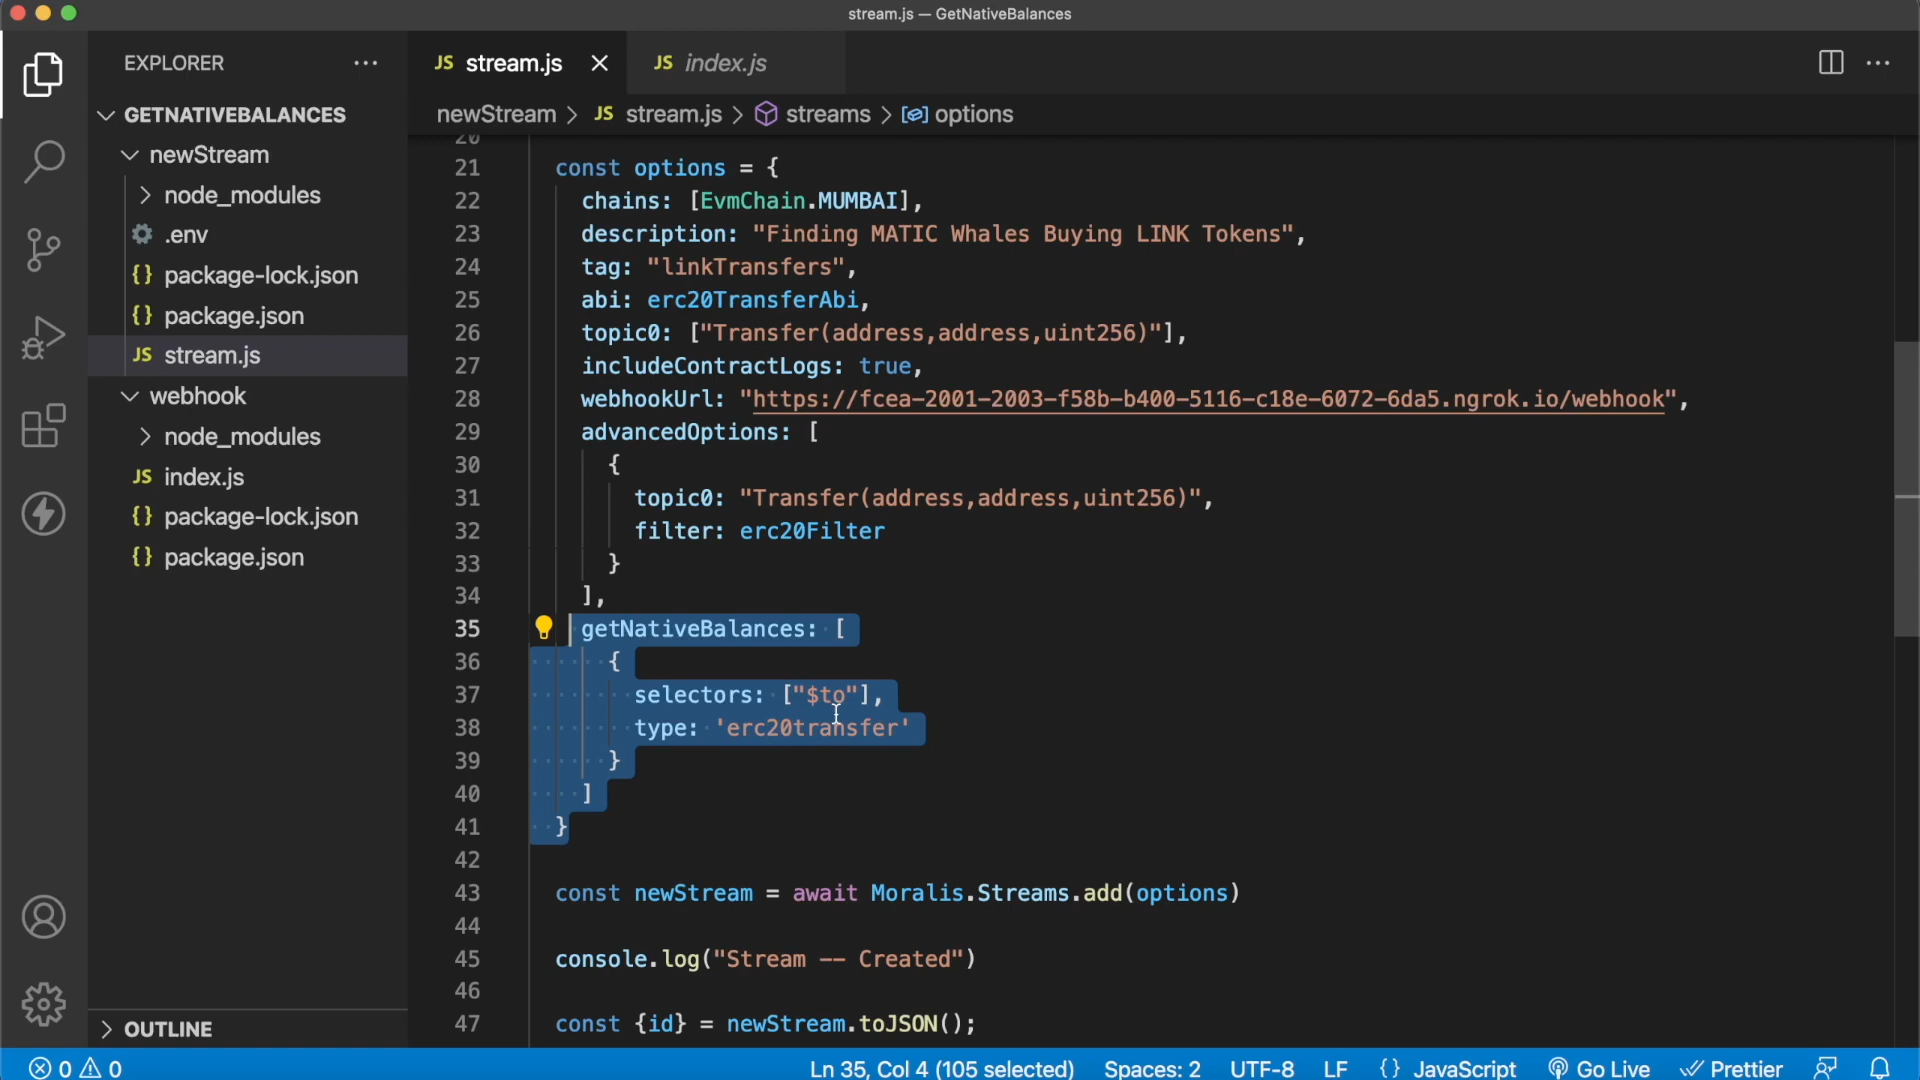 stream.js — GetNativeBalances
EXPLORER
JS stream.js
JS index.js
newStream > JS stream.js > streams > options
GETNATIVEBALANCES
newStream
node_modules
.env
{} package-lock.json
{} package.json
JS stream.js
webhook
node_modules
JS index.js
{} package-lock.json
{} package.json
OUTLINE
20
21 const options = {
22 chains: [EvmChain.MUMBAI],
23 description: "Finding MATIC Whales Buying LINK Tokens",
24 tag: "linkTransfers",
25 abi: erc20TransferAbi,
26 topic0: ["Transfer(address,address,uint256)"],
27 includeContractLogs: true,
28 webhookUrl: "https://fcea-2001-2003-f58b-b400-5116-c18e-6072-6da5.ngrok.io/webhook",
29 advancedOptions: [
30 {
31 topic0: "Transfer(address,address,uint256)",
32 filter: erc20Filter
33 }
34 ],
35 getNativeBalances: [
36 {
37 selectors: ["$to"],
38 type: 'erc20transfer'
39 }
40 ]
41 }
42
43 const newStream = await Moralis.Streams.add(options)
44
45 console.log("Stream -- Created")
46
47 const {id} = newStream.toJSON();
0 0 Ln 35, Col 4 (105 selected) Spaces: 2 UTF-8 LF {} JavaScript Go Live Prettier